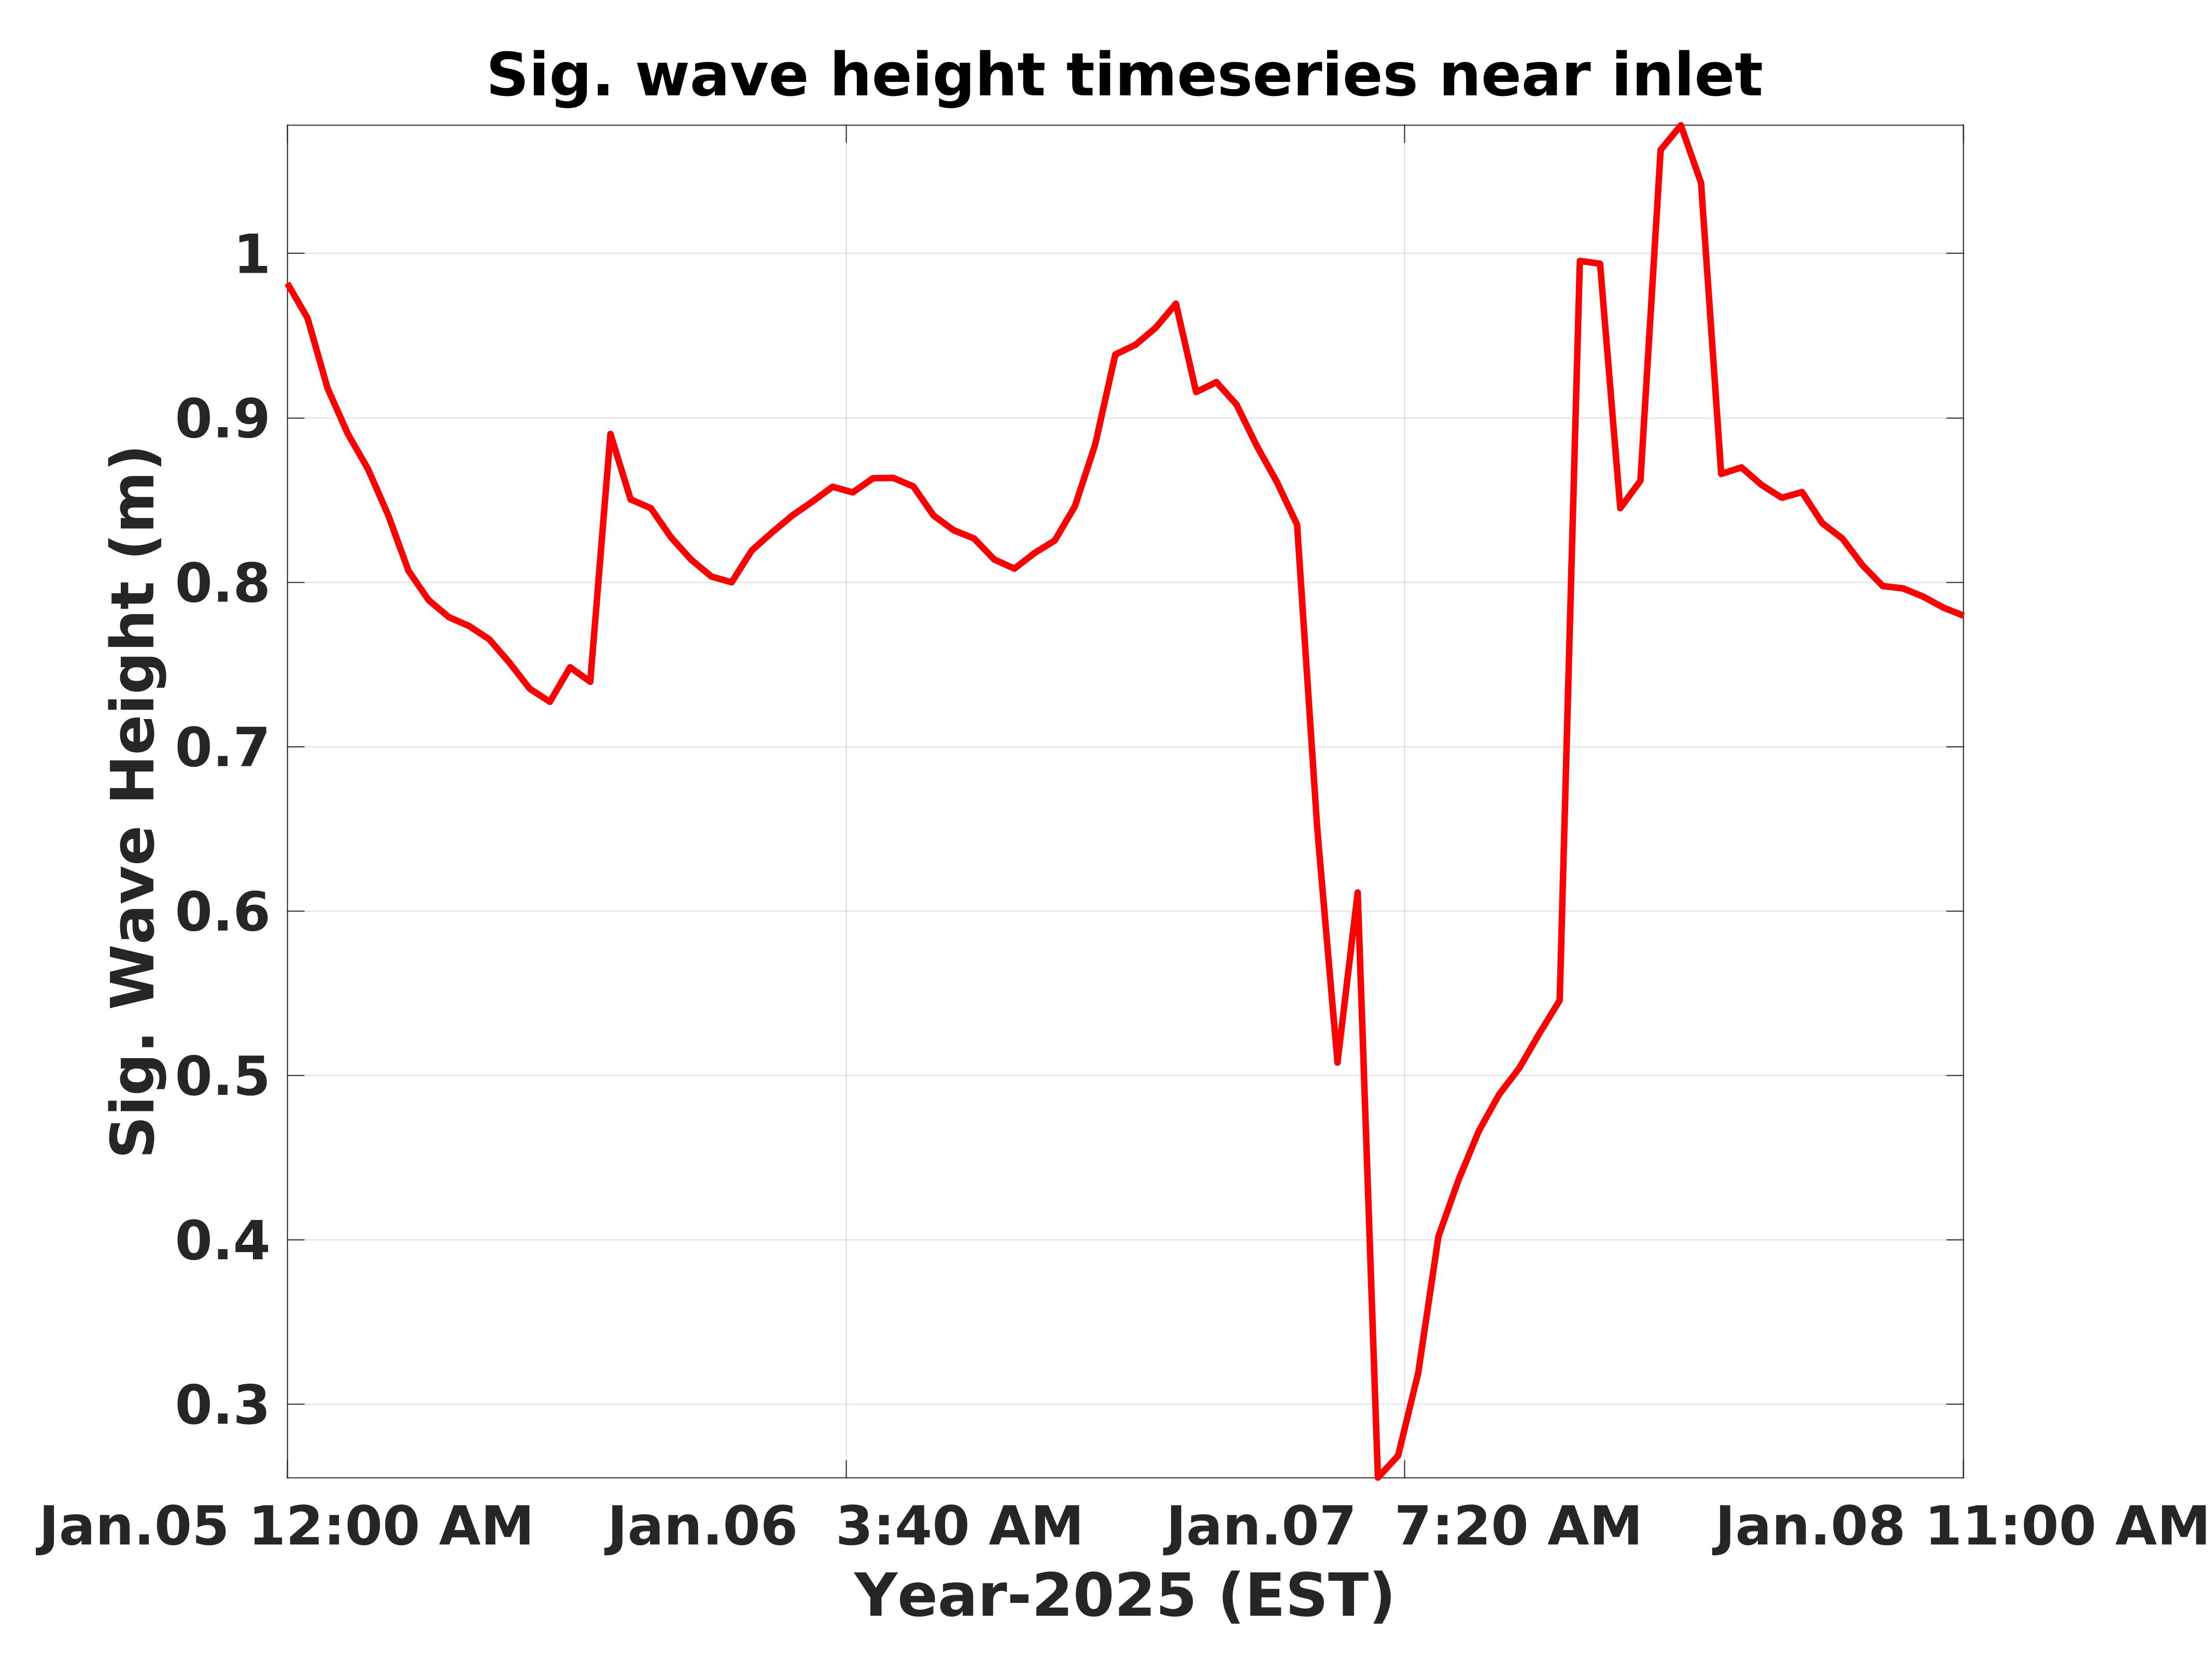 Sig. wave height timeseries near inlet
Sig. Wave Height (m)
1
0.9
0.8
0.7
0.6
0.5
0.4
0.3
Jan.05 12:00 AM
Jan.06  3:40 AM
Jan.07  7:20 AM
Jan.08 11:00 AM
Year-2025 (EST)